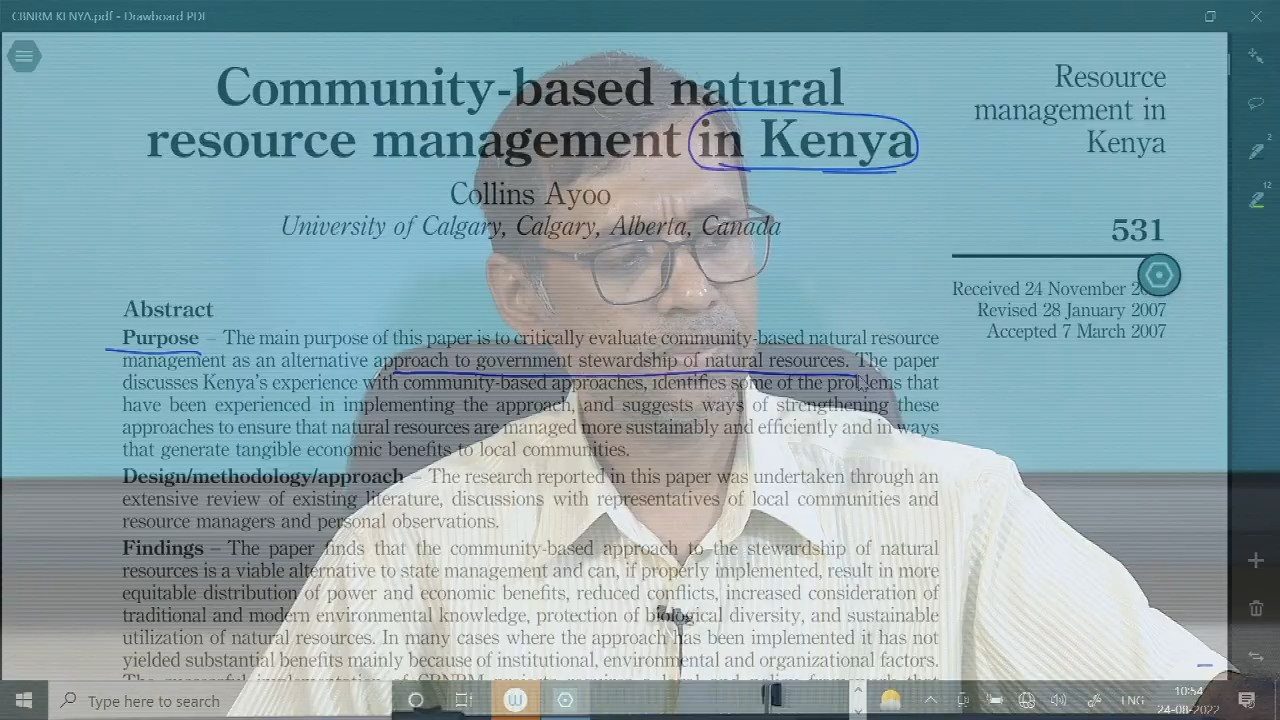 CBNRM KENYA.pdf - Drawboard PDF
Community-based natural
resource management in Kenya
Collins Ayoo
University of Calgary, Calgary, Alberta, Canada
Resource
management in
Kenya
531
Received 24 November
Revised 28 January 2007
Accepted 7 March 2007
Abstract
Purpose – The main purpose of this paper is to critically evaluate community-based natural resource
management as an alternative approach to government stewardship of natural resources. The paper
discusses Kenya's experience with community-based approaches, identifies some of the problems that
have been experienced in implementing the approach, and suggests ways of strengthening these
approaches to ensure that natural resources are managed more sustainably and efficiently and in ways
that generate tangible economic benefits to local communities.
Design/methodology/approach – The research reported in this paper was undertaken through an
extensive review of existing literature, discussions with representatives of local communities and
resource managers and personal observations.
Findings – The paper finds that the community-based approach to the stewardship of natural
resources is a viable alternative to state management and can, if properly implemented, result in more
equitable distribution of power and economic benefits, reduced conflicts, increased consideration of
traditional and modern environmental knowledge, protection of biological diversity, and sustainable
utilization of natural resources. In many cases where the approach has been implemented it has not
yielded substantial benefits mainly because of institutional, environmental and organizational factors.
2
12
Type here to search
ENG
10:54
24-08-2022